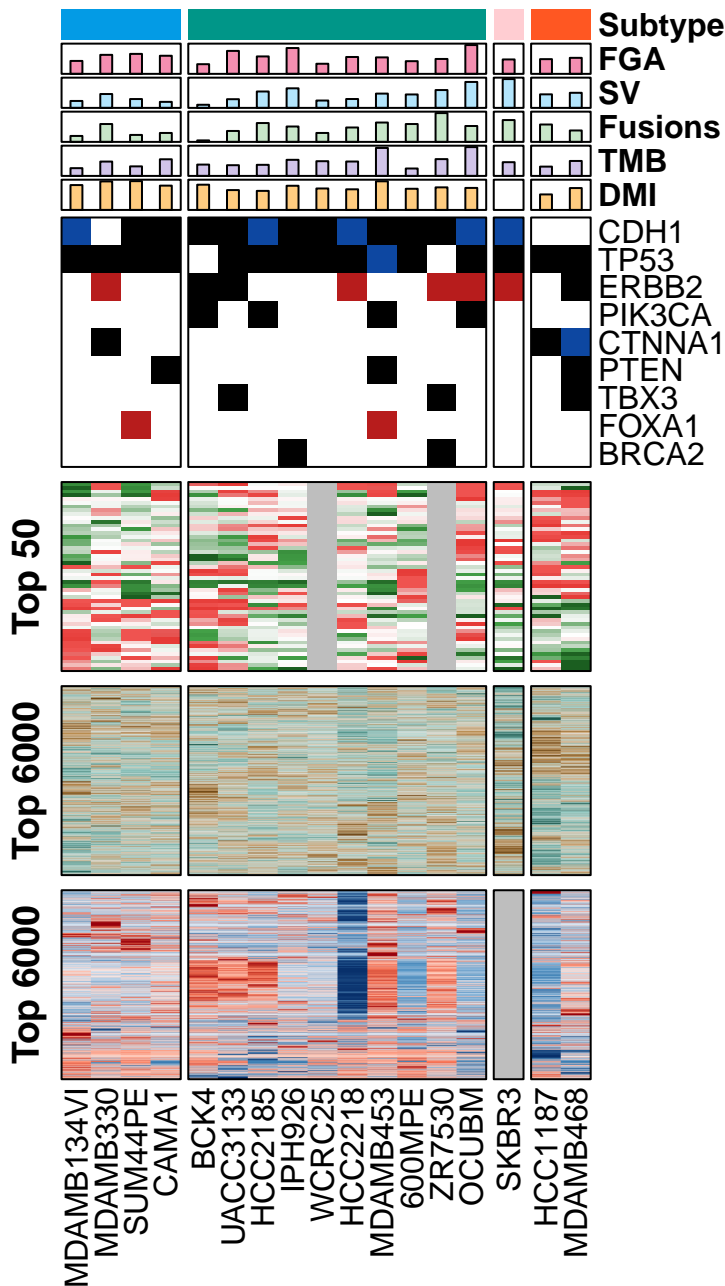 Subtype
FGA
SV
Fusions
TMB
DMI
CDH1
TP53
ERBB2
PIK3CA
CTNNA1
PTEN
TBX3
FOXA1
BRCA2
Top 50
Top 6000
Top 6000
MDAMB134VI
MDAMB330
SUM44PE
CAMA1
BCK4
UACC3133
HCC2185
IPH926
WCRC25
HCC2218
MDAMB453
600MPE
ZR7530
OCUBM
SKBR3
HCC1187
MDAMB468